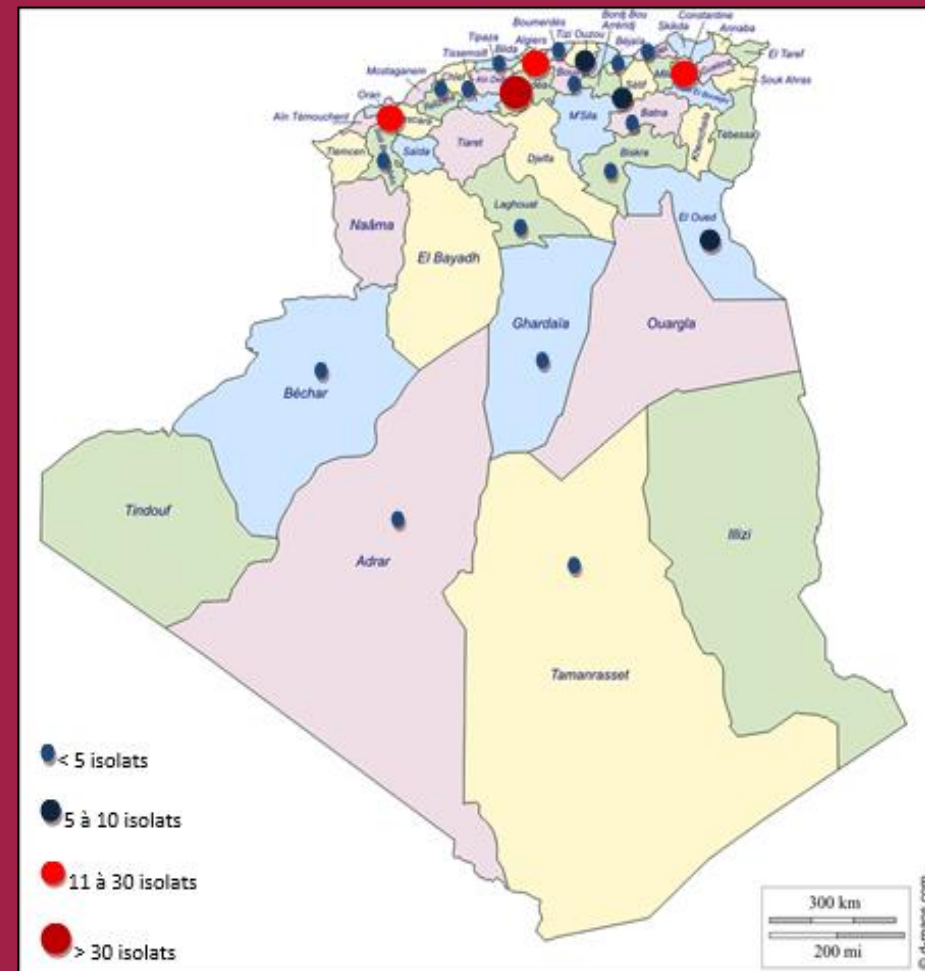 Constantine
Bordj Bou
Arréridj
Skikda
Annaba
Boumerdès
Tizi Ouzou
Béjaïa
Tipaza
Algiers
El Taref
Tissemsilt
Blida
Mostaganem
Chlef
Souk Ahras
Oran
Sétif
M'Sila
Batna
Aïn Témouchent
Khenchela
Tébessa
Tlemcen
Saïda
Tiaret
Djelfa
Biskra
Laghouat
Naâma
El Oued
El Bayadh
Ghardaïa
Ouargla
Béchar
Tindouf
Adrar
Illizi
Tamanrasset
< 5 isolats
5 à 10 isolats
11 à 30 isolats
> 30 isolats
300 km
200 mi
© d-maps.com